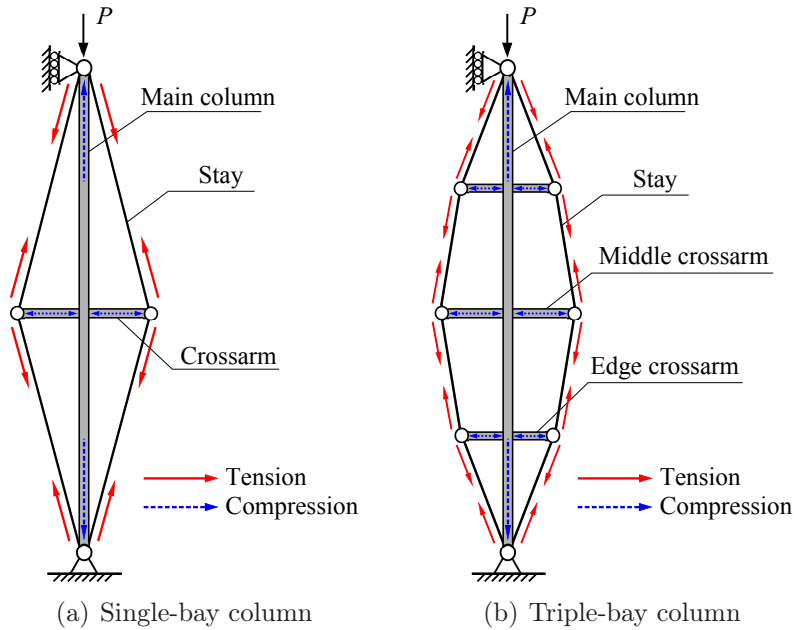 P
Main column
Stay
Crossarm
Tension
Compression
(a) Single-bay column
P
Main column
Stay
Middle crossarm
Edge crossarm
Tension
Compression
(b) Triple-bay column